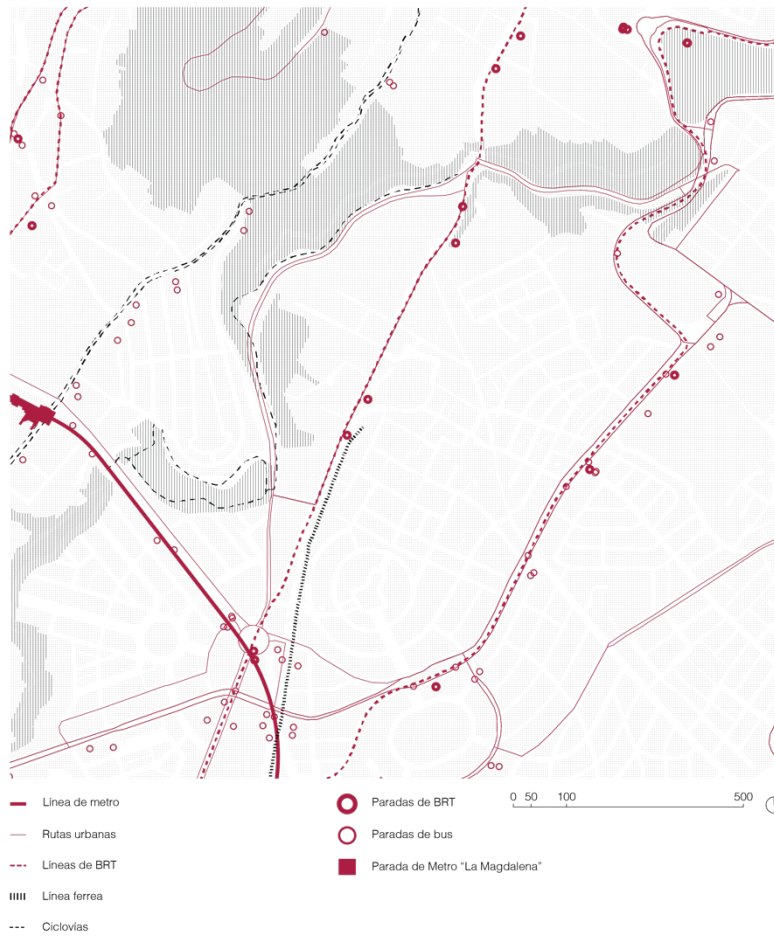 Línea de metro
Rutas urbanas
Líneas de BRT
Línea ferrea
Ciclovías
Paradas de BRT
Paradas de bus
Parada de Metro “La Magdalena”
0 50 100 500